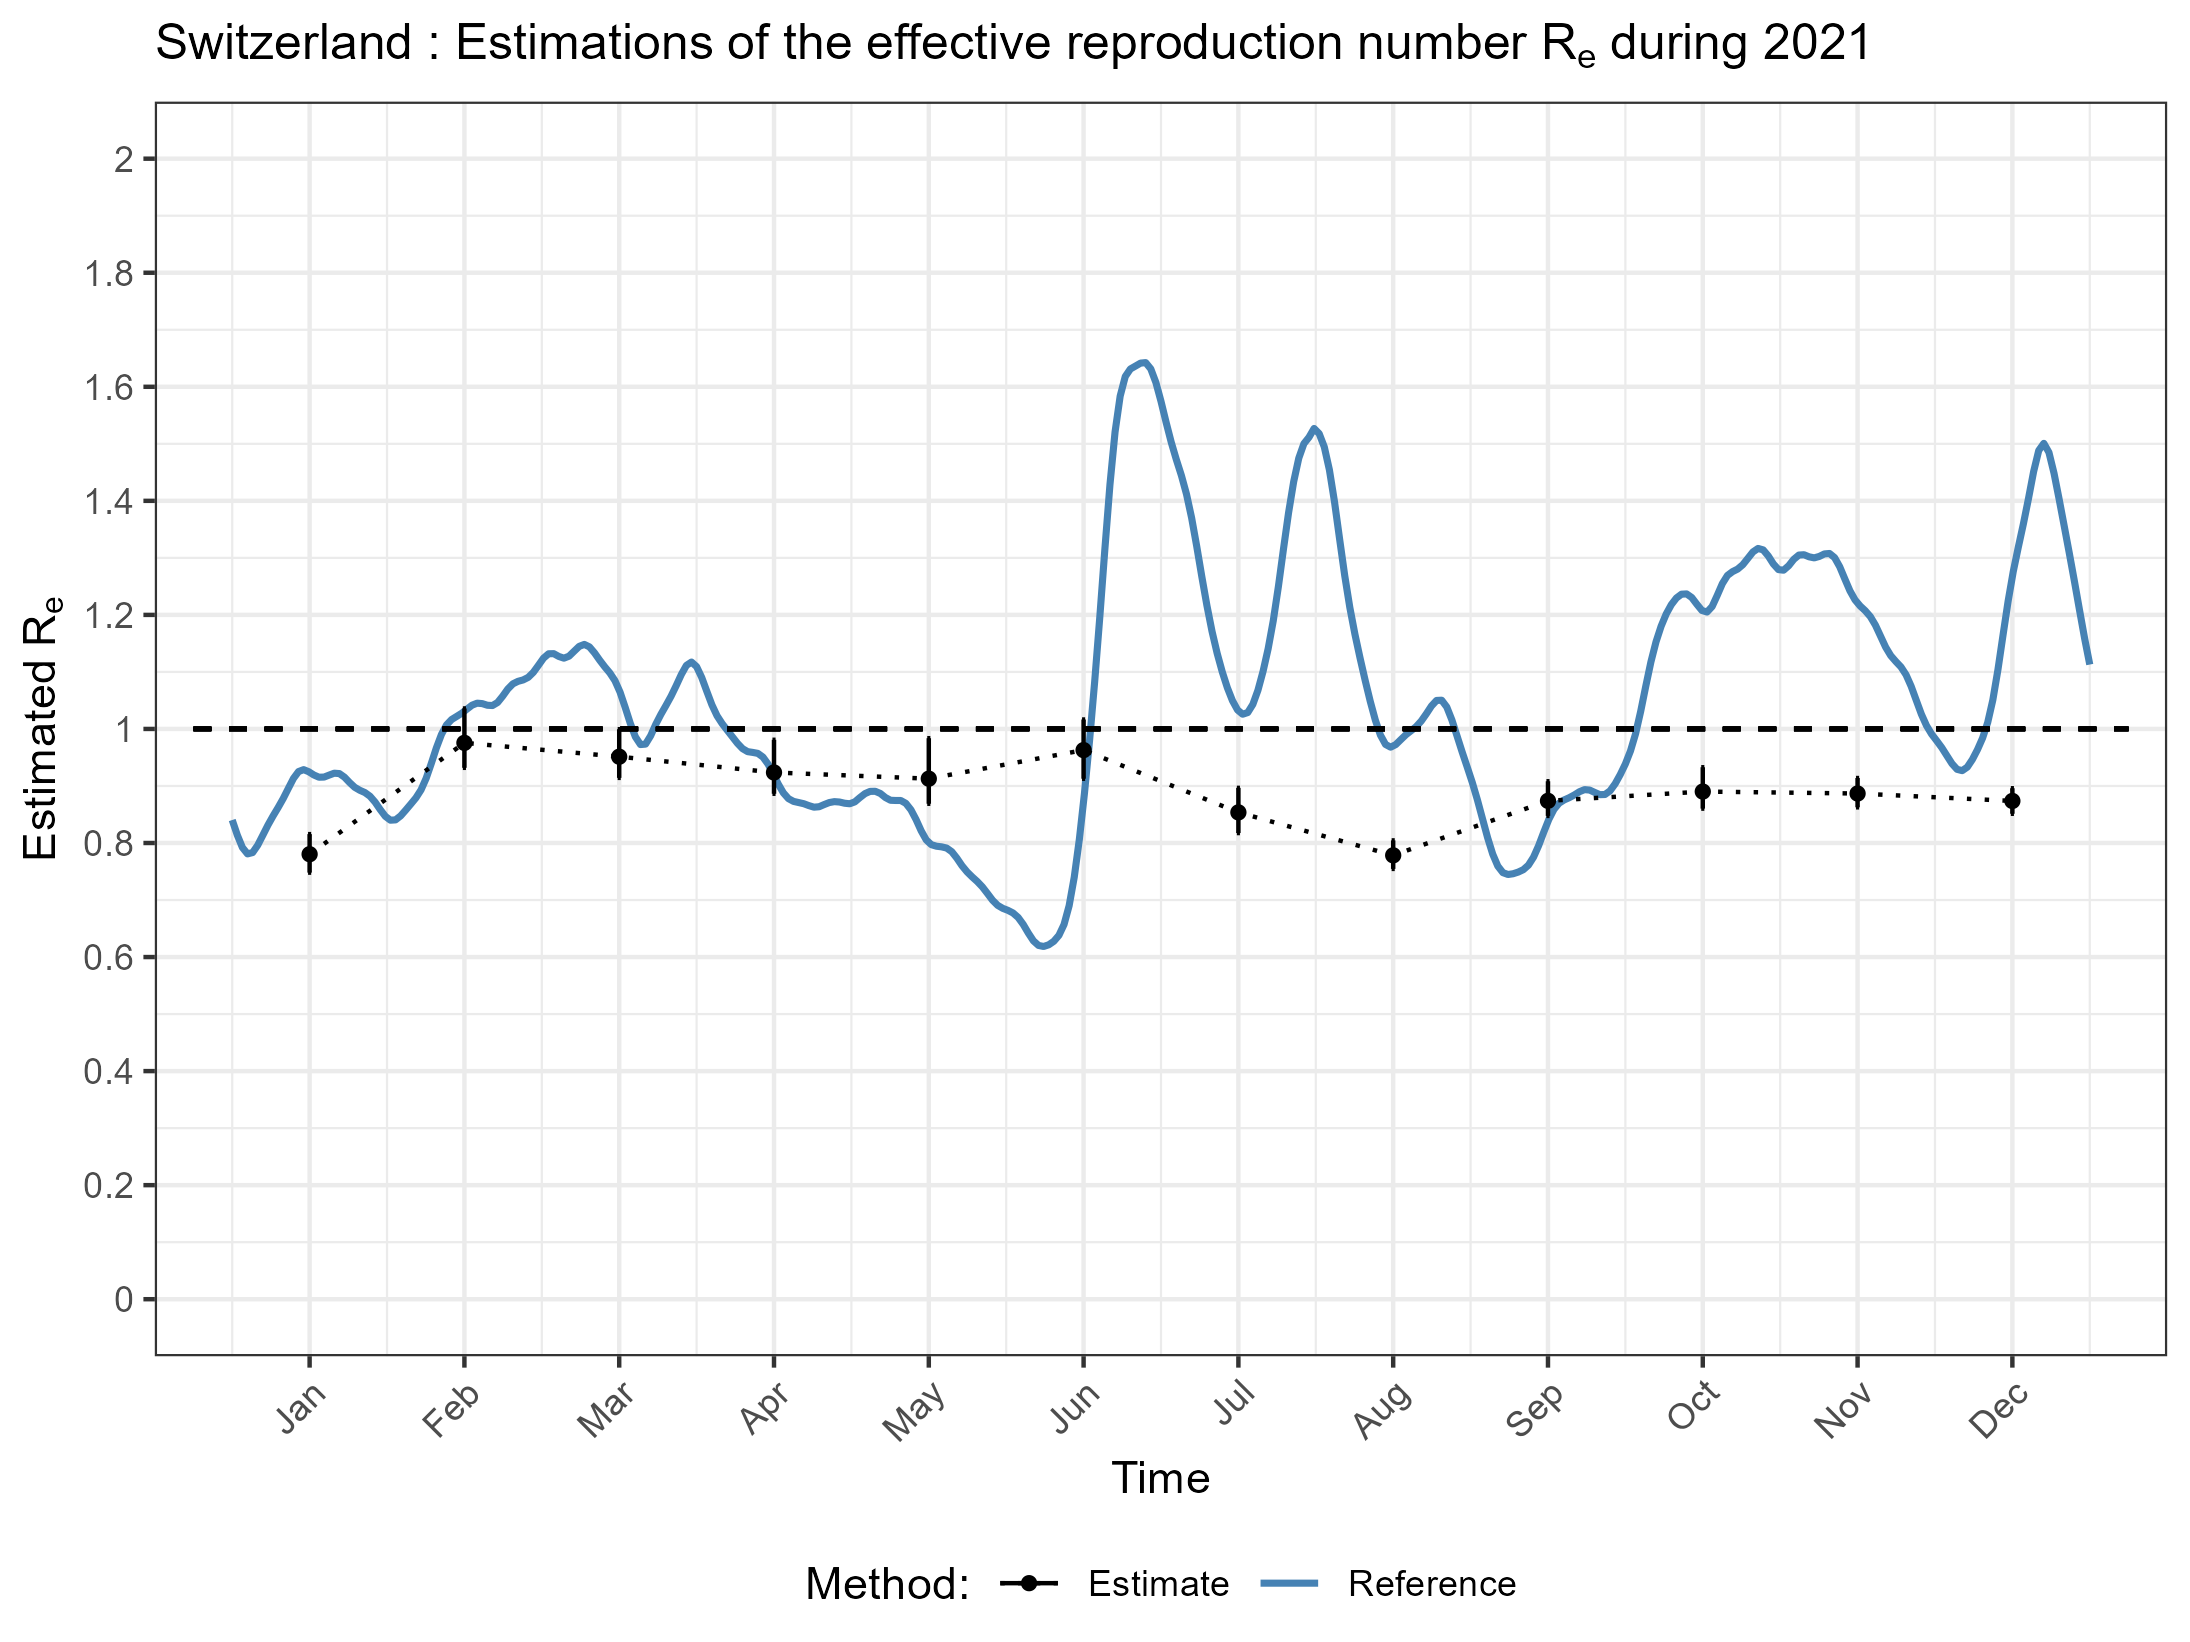 Switzerland : Estimations of the effective reproduction number Re during 2021
Estimated Re
2
1.8
1.6
1.4
1.2
1
0.8
0.6
0.4
0.2
0
Jan Feb Mar Apr May Jun Jul Aug Sep Oct Nov Dec
Time
Method: Estimate Reference